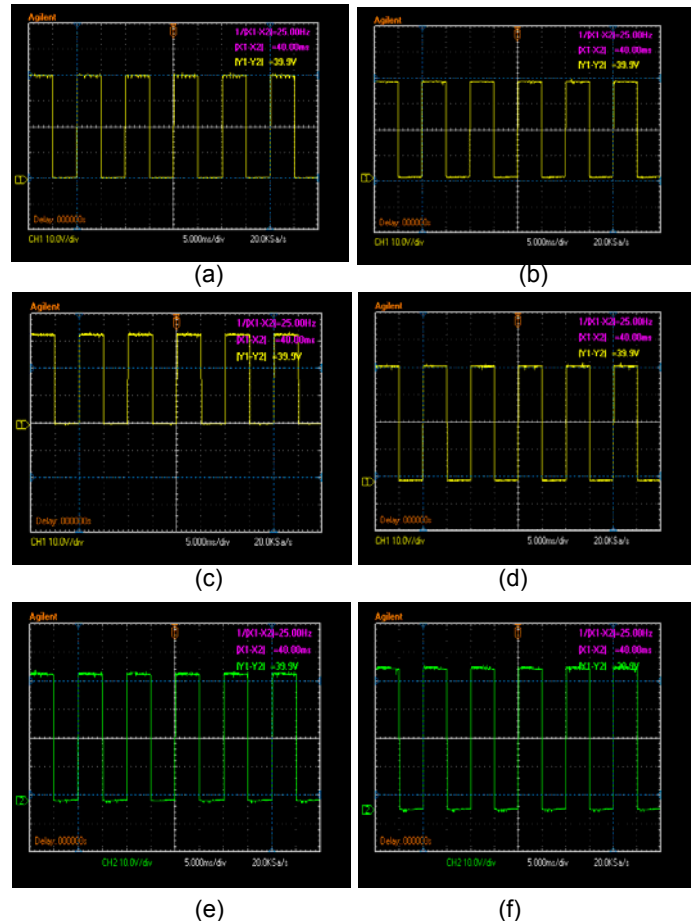 Agilent
1/|X1-X2|=25.00Hz
|X1-X2| =40.00ms
|Y1-Y2| =39.9V
Delay:000000s
CH1 10.0V/div 5.000ms/div 20.0KSa/s
(a)
1/|X1-X2|=25.00Hz
|X1-X2| =40.00ms
|Y1-Y2| =39.9V
Delay:000000s
CH1 10.0V/div 5.000ms/div 20.0KSa/s
(b)
Agilent
1/|X1-X2|=25.00Hz
|X1-X2| =40.00ms
|Y1-Y2| =39.9V
Delay:000000s
CH1 10.0V/div 5.000ms/div 20.0KSa/s
(c)
Agilent
1/|X1-X2|=25.00Hz
|X1-X2| =40.00ms
|Y1-Y2| =39.9V
Delay:000000s
CH1 10.0V/div 5.000ms/div 20.0KSa/s
(d)
Agilent
1/|X1-X2|=25.00Hz
|X1-X2| =40.00ms
|Y1-Y2| =39.9V
Delay:000000s
CH2 10.0V/div 5.000ms/div 20.0KSa/s
(e)
Agilent
1/|X1-X2|=25.00Hz
|X1-X2| =40.00ms
|Y1-Y2| =39.9V
Delay:000000s
CH2 10.0V/div 5.000ms/div 20.0KSa/s
(f)